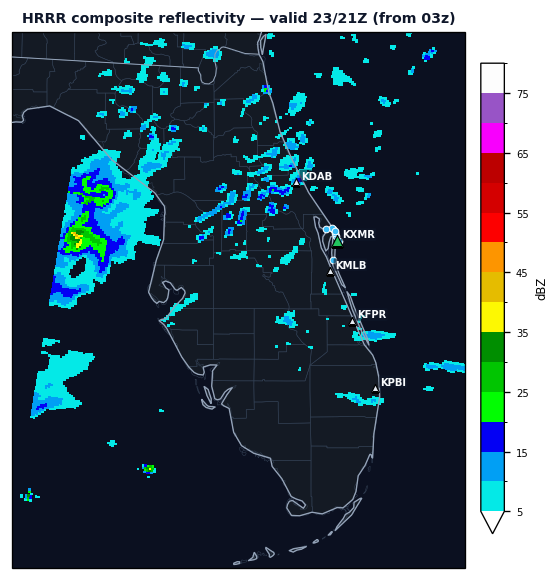 HRRR composite reflectivity — valid 23/21Z (from 03z)
KDAB
KXMR
KMLB
KFPR
KPBI
75
65
55
45
35
25
15
5
dBZ